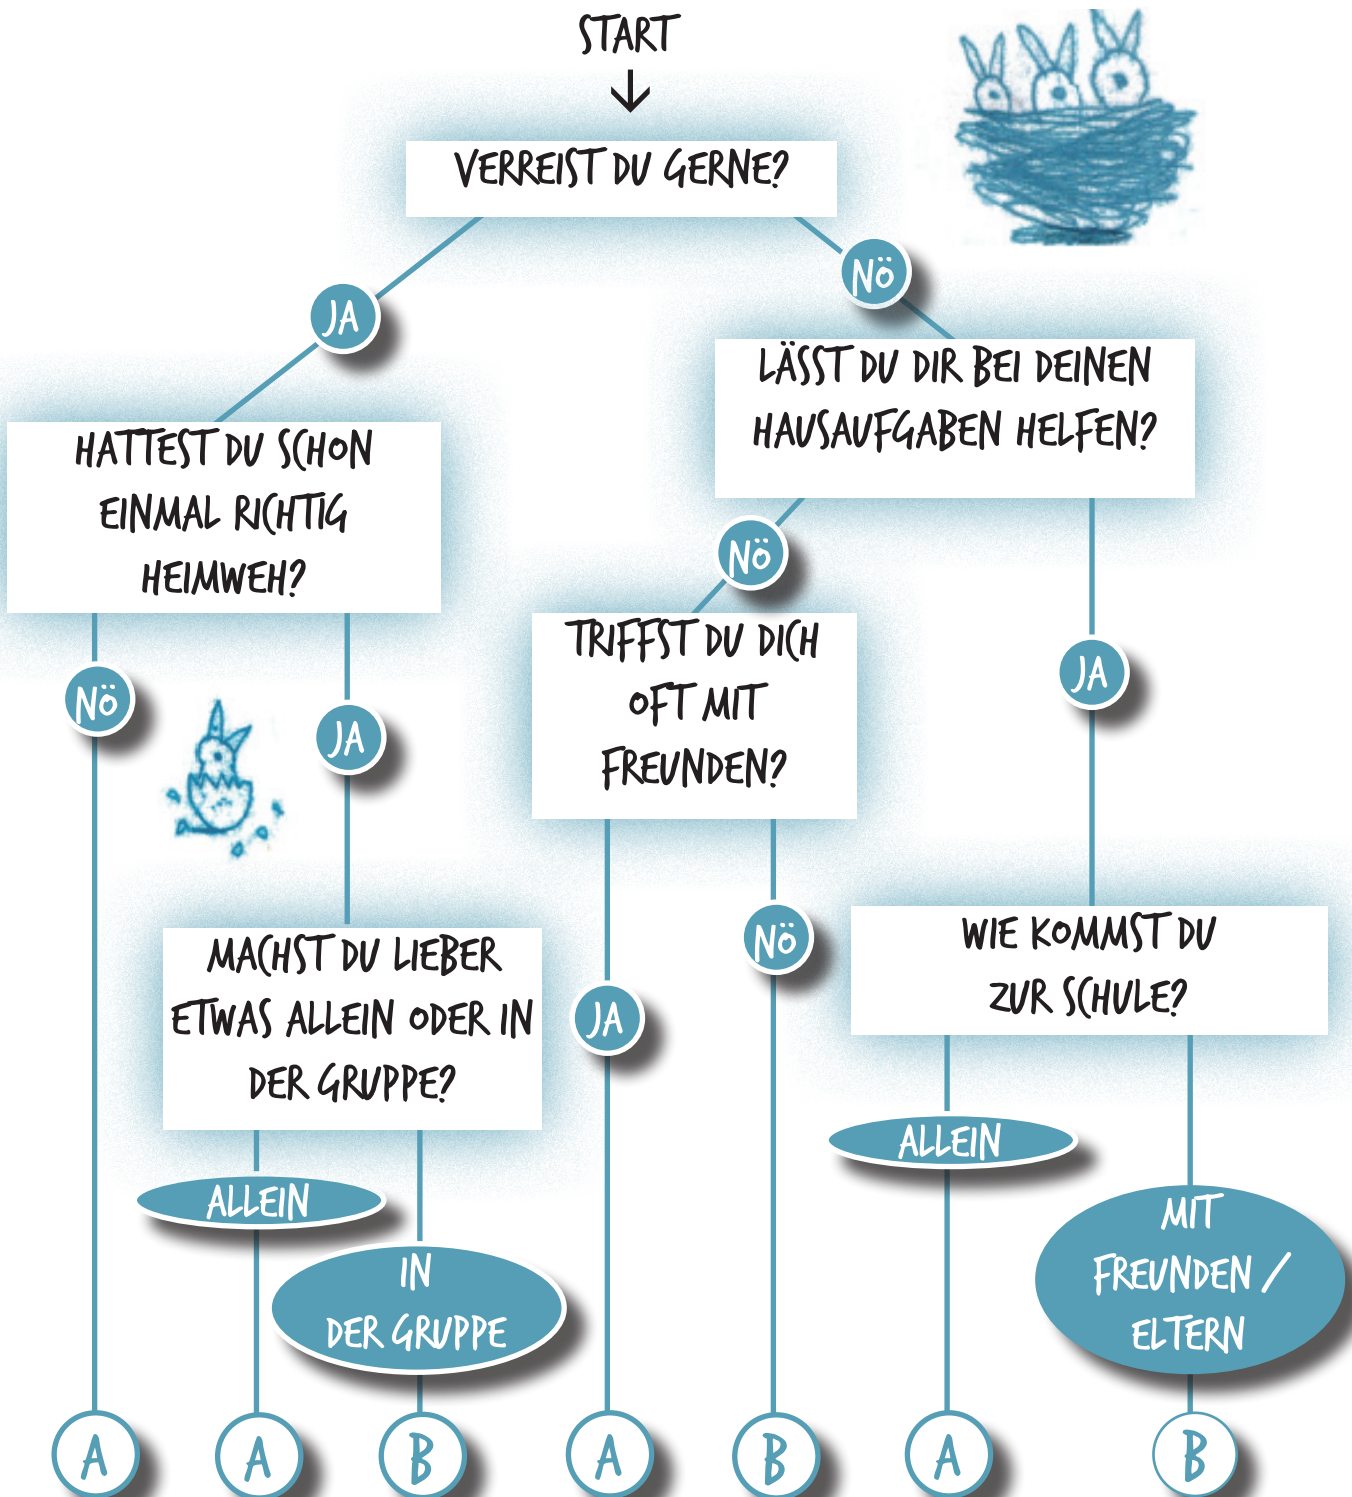 START
VERREIST DU GERNE?
NÖ
JA
LÄSST DU DIR BEI DEINEN
HAUSAUFGABEN HELFEN?
HATTEST DU SCHON
EINMAL RICHTIG
HEIMWEH?
NÖ
TRIFFST DU DICH
OFT MIT
FREUNDEN?
JA
NÖ
JA
WIE KOMMST DU
ZUR SCHULE?
MACHST DU LIEBER
ETWAS ALLEIN ODER IN
DER GRUPPE?
NÖ
JA
ALLEIN
ALLEIN
IN
DER GRUPPE
MIT
FREUNDEN /
ELTERN
A
A
B
A
B
A
B